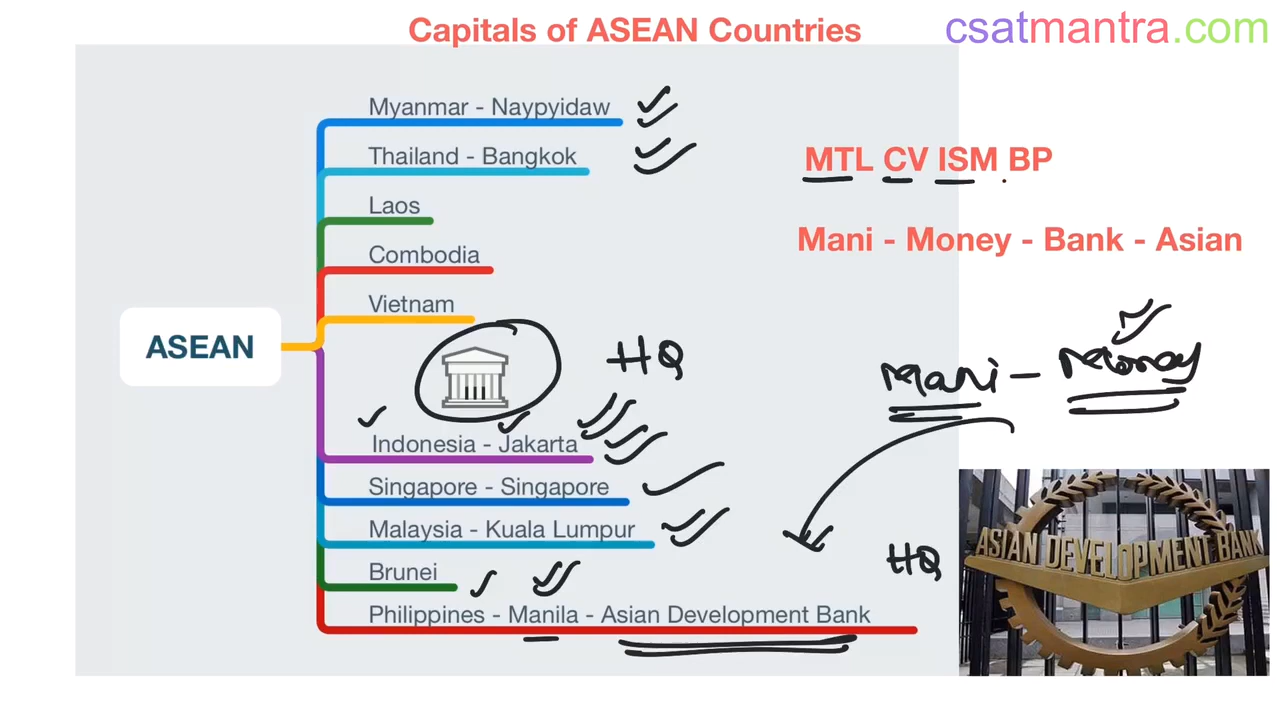 Capitals of ASEAN Countries
csatmantra.com
Myanmar - Naypyidaw
Thailand - Bangkok
MTL CV ISM BP
Laos
Mani - Money - Bank - Asian
Combodia
Vietnam
ASEAN
HQ
Mani - Money
Indonesia - Jakarta
Singapore - Singapore
Malaysia - Kuala Lumpur
HQ
ASIAN DEVELOPMENT BANK
Brunei
Philippines - Manila - Asian Development Bank